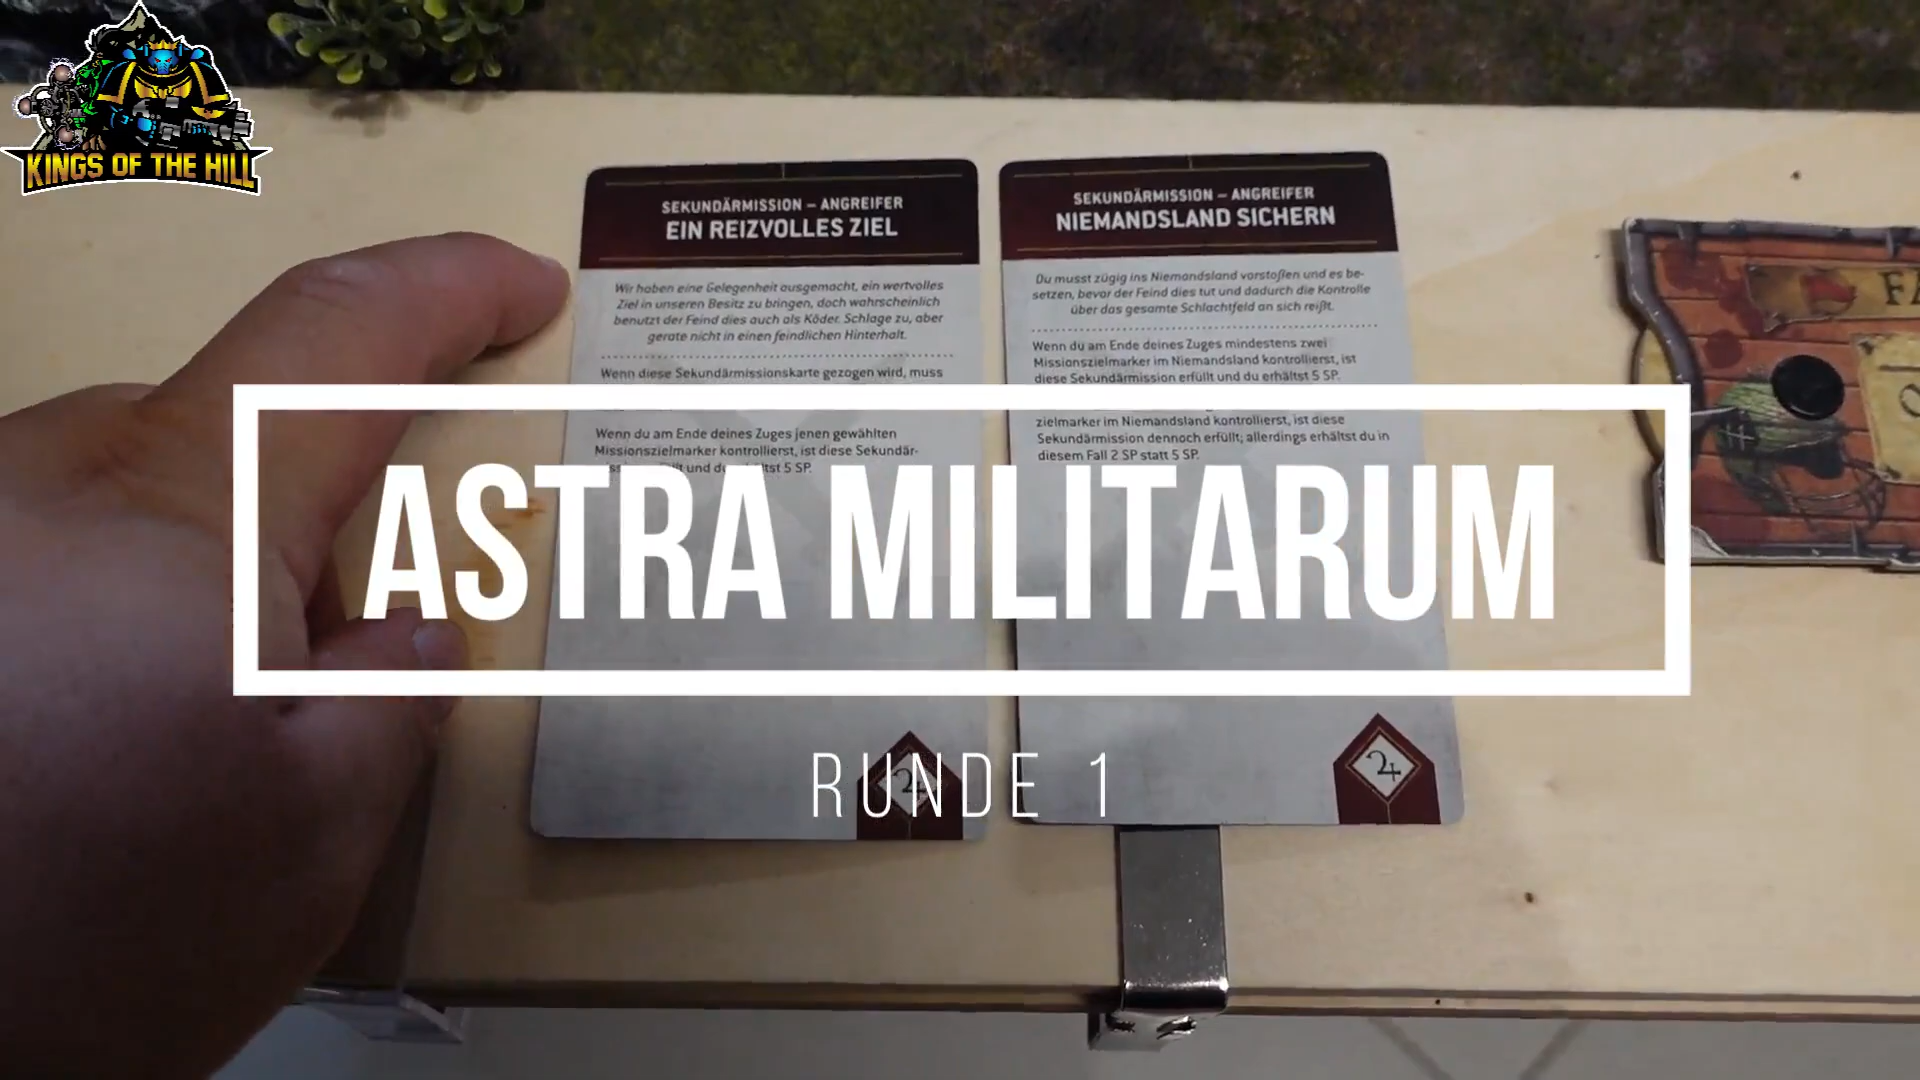 KINGS OF THE HILL
SEKUNDÄRMISSION – ANGREIFER
EIN REIZVOLLES ZIEL
Wir haben eine Gelegenheit ausgemacht, ein wertvolles
Ziel in unseren Besitz zu bringen, doch wahrscheinlich
benutzt der Feind dies auch als Köder. Schlage zu, aber
gerate nicht in einen feindlichen Hinterhalt.
Wenn diese Sekundärmissionskarte gezogen wird, muss
Wenn du am Ende deines Zuges jenen gewählten
Missionszielmarker kontrollierst, ist diese Sekundär-
und du 5 SP.
SEKUNDÄRMISSION – ANGREIFER
NIEMANDSLAND SICHERN
Du musst zügig ins Niemandsland vorstoßen und es be-
setzen, bevor der Feind dies tut und dadurch die Kontrolle
über das gesamte Schlachtfeld an sich reißt.
Wenn du am Ende deines Zuges mindestens zwei
Missionszielmarker im Niemandsland kontrollierst, ist
diese Sekundärmission erfüllt und du erhältst 5 SP.
zielmarker im Niemandsland kontrollierst, ist diese
Sekundärmission dennoch erfüllt; allerdings erhältst du in
diesem Fall 2 SP statt 5 SP.
ASTRA MILITARUM
RUNDE 1